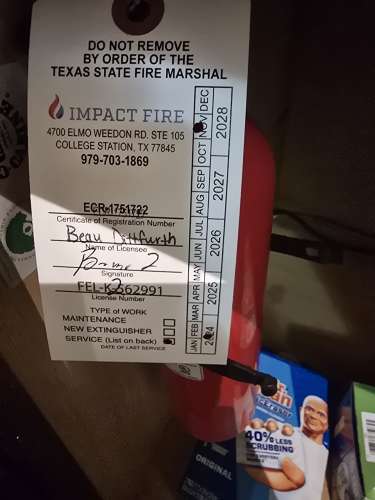 DO NOT REMOVE
BY ORDER OF THE
TEXAS STATE FIRE MARSHAL
IMPACT FIRE
4700 ELMO WEEDON RD. STE 105
COLLEGE STATION, TX 77845
979-703-1869
ECR-1751722
Certificate of Registration Number
Beau Dittfurth
Name of Licensee
Signature
FEL-K2362991
License Number
TYPE OF WORK
MAINTENANCE
NEW EXTINGUISHER
SERVICE (List on back)
DATE OF LAST SERVICE
JAN FEB MAR APR MAY JUN JUL AUG SEP OCT NOV DEC
2024 2025 2026 2027 2028
40% LESS
SCRUBBING
ORIGINAL